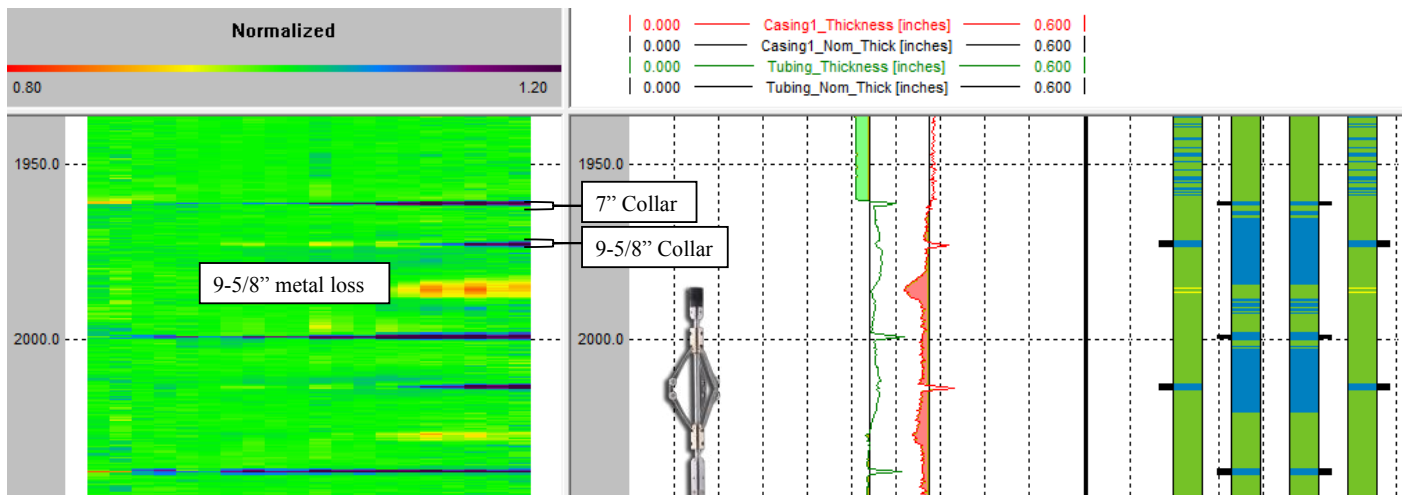 Normalized
0.80 1.20
0.000 Casing1_Thickness [inches] 0.600
0.000 Casing1_Nom_Thick [inches] 0.600
0.000 Tubing_Thickness [inches] 0.600
0.000 Tubing_Nom_Thick [inches] 0.600
1950.0
7” Collar
9-5/8” Collar
9-5/8” metal loss
2000.0
1950.0
2000.0